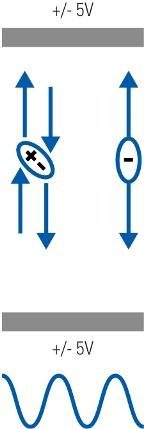 +/- 5V
+ -
-
+/- 5V